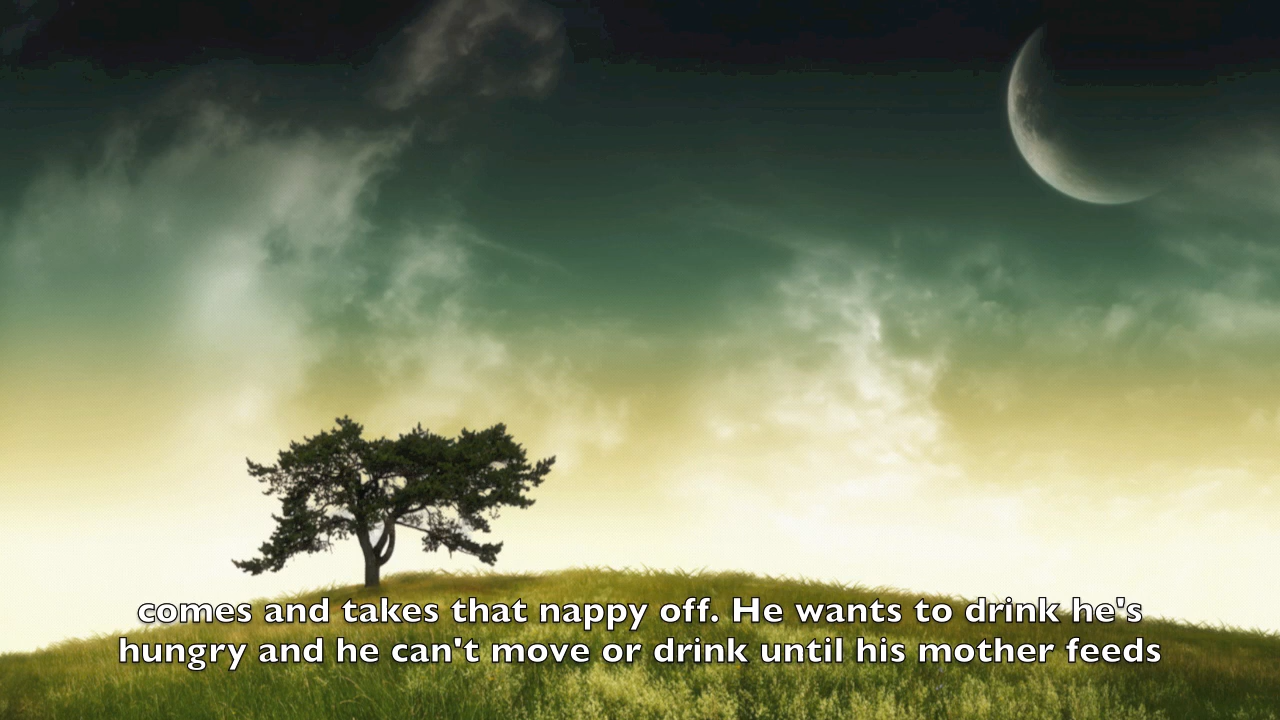 comes and takes that nappy off. He wants to drink he's
hungry and he can't move or drink until his mother feeds